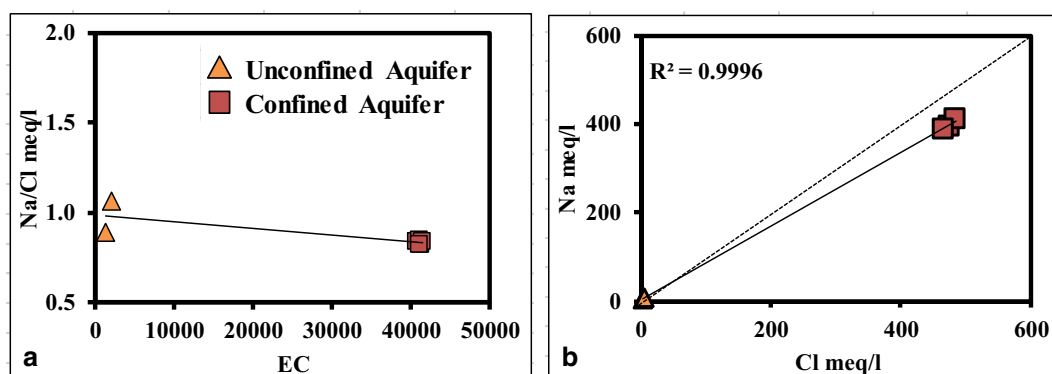 2.0
1.5
1.0
0.5
Na/Cl meq/l
Unconfined Aquifer
Confined Aquifer
0 10000 20000 30000 40000 50000
EC
a
600
400
200
0
Na meq/l
R² = 0.9996
0 200 400 600
Cl meq/l
b